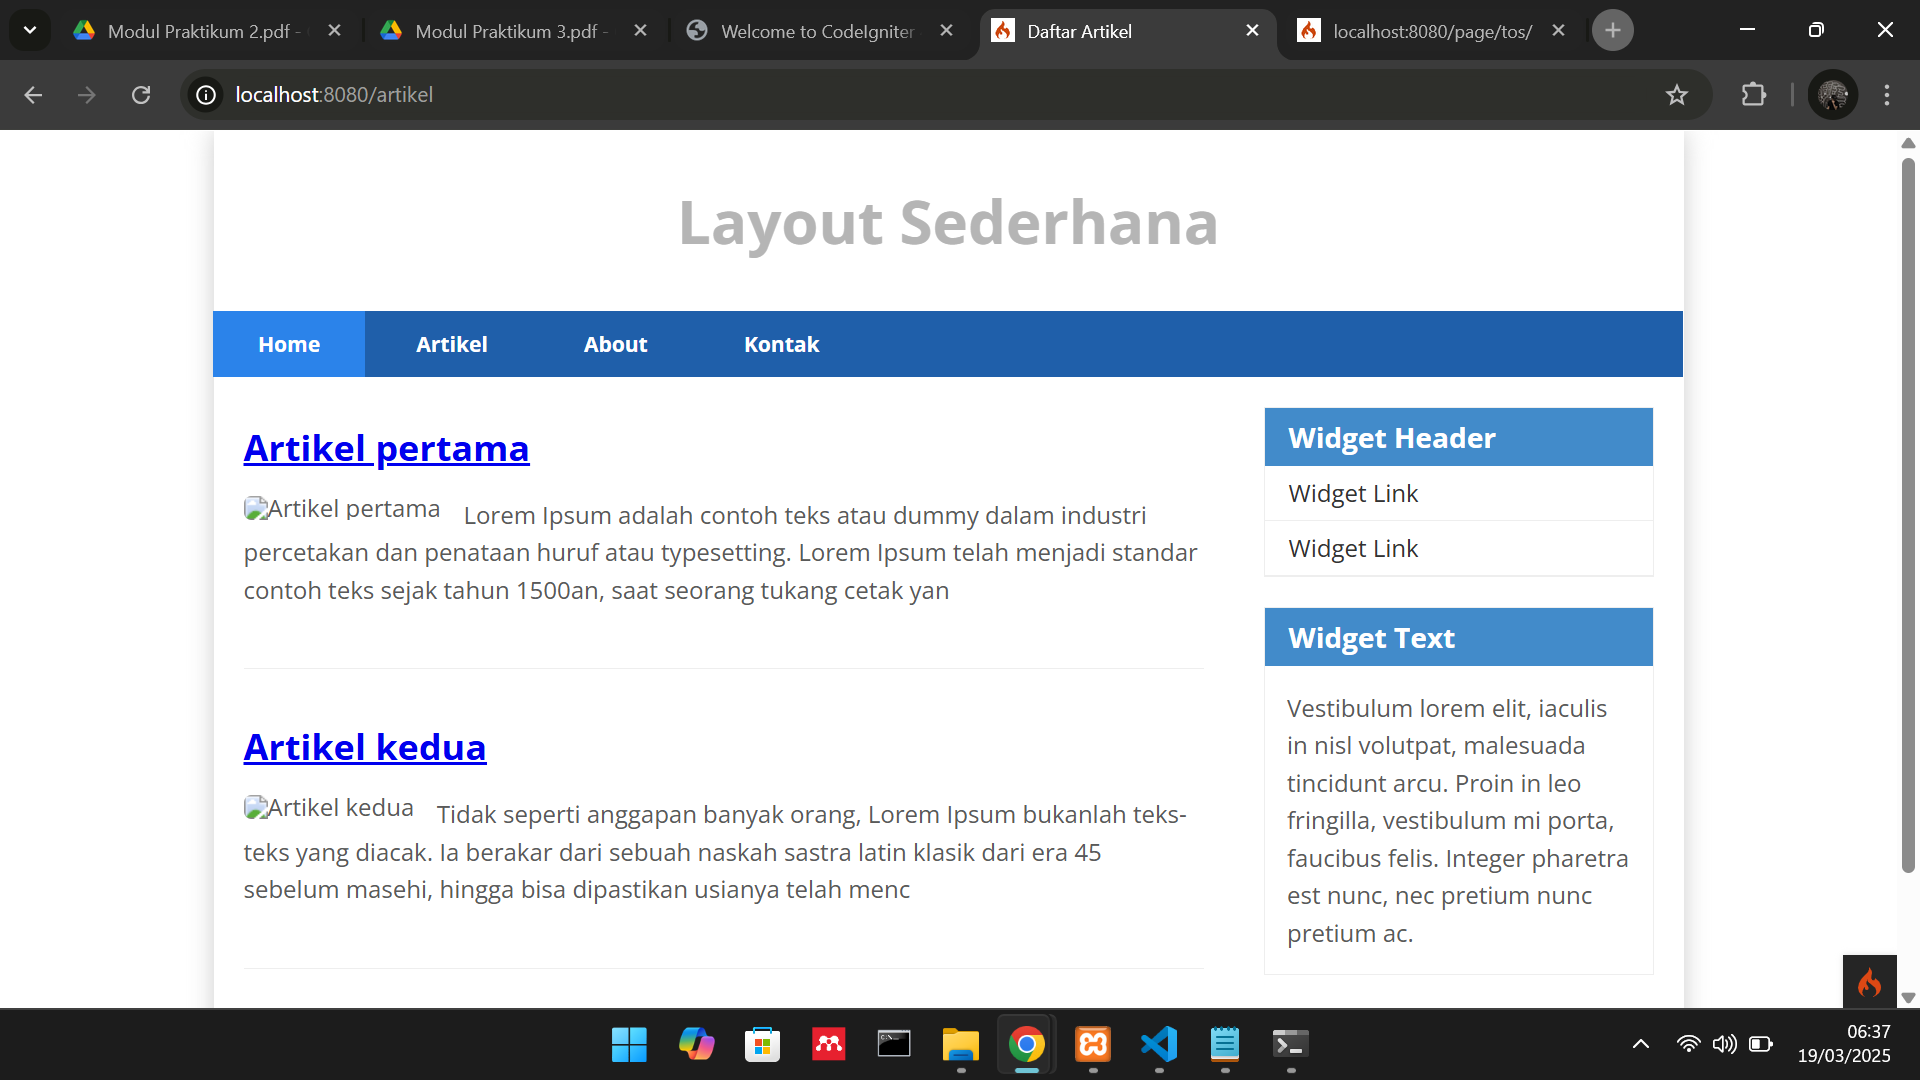 Modul Praktikum 2.pdf -
Modul Praktikum 3.pdf -
Welcome to CodeIgniter
Daftar Artikel
localhost:8080/page/tos/
localhost:8080/artikel
Layout Sederhana
Home
Artikel
About
Kontak
Artikel pertama
Artikel pertama Lorem Ipsum adalah contoh teks atau dummy dalam industri
percetakan dan penataan huruf atau typesetting. Lorem Ipsum telah menjadi standar
contoh teks sejak tahun 1500an, saat seorang tukang cetak yan
Artikel kedua
Artikel kedua Tidak seperti anggapan banyak orang, Lorem Ipsum bukanlah teks-
teks yang diacak. Ia berakar dari sebuah naskah sastra latin klasik dari era 45
sebelum masehi, hingga bisa dipastikan usianya telah menc
Widget Header
Widget Link
Widget Link
Widget Text
Vestibulum lorem elit, iaculis
in nisl volutpat, malesuada
tincidunt arcu. Proin in leo
fringilla, vestibulum mi porta,
faucibus felis. Integer pharetra
est nunc, nec pretium nunc
pretium ac.
06:37
19/03/2025